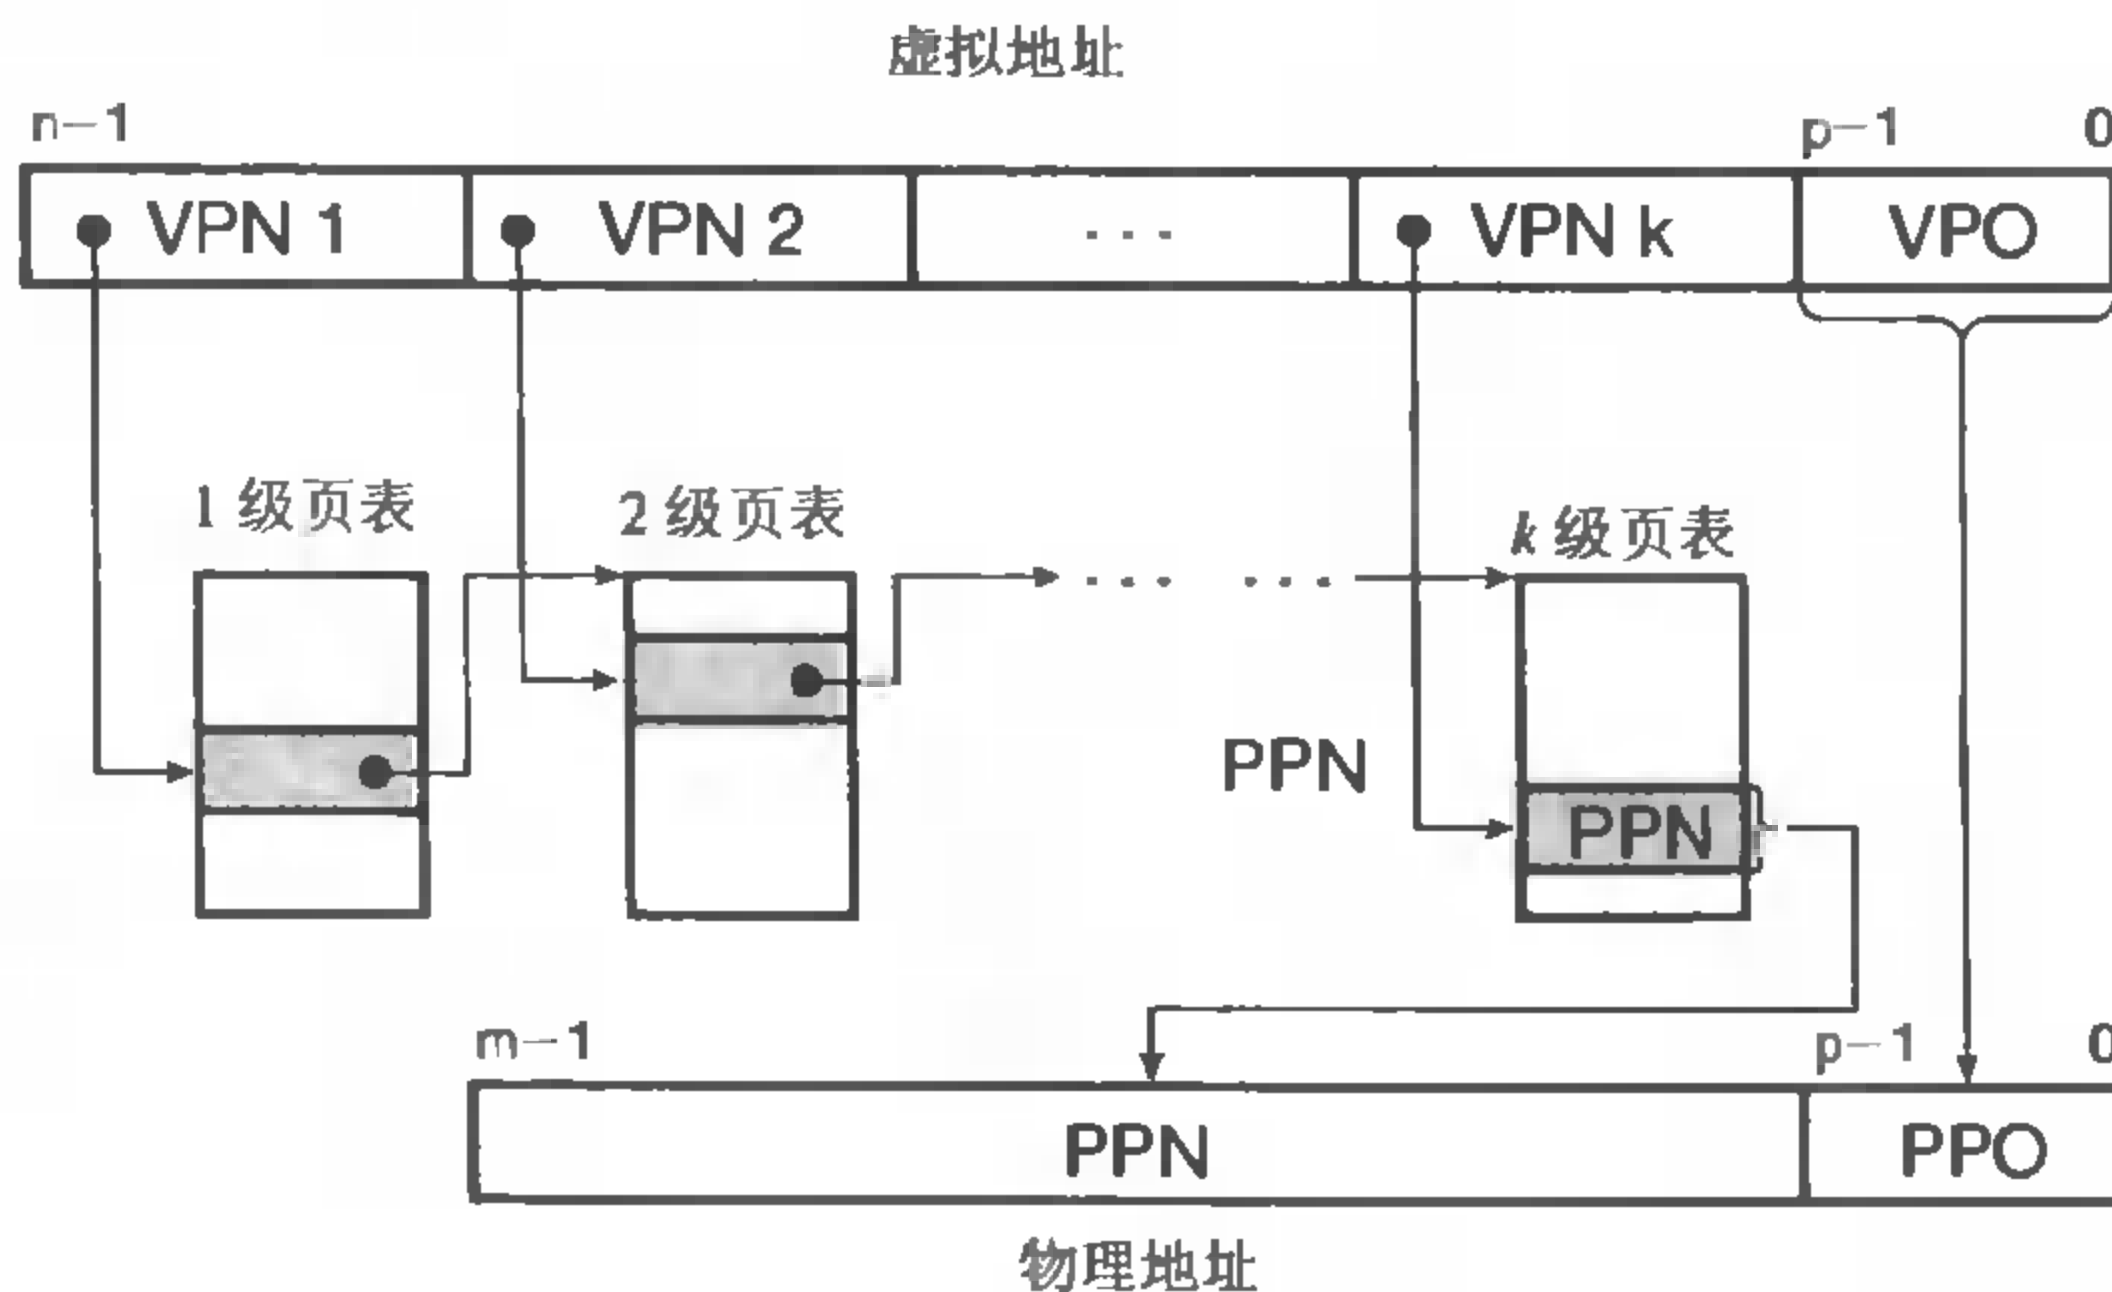 虚拟地址
n-1 p-1 0
VPN 1 VPN 2 ... VPN k VPO
1 级页表 2 级页表 k 级页表
... ...
PPN
PPN
m-1 p-1 0
PPN PPO
物理地址